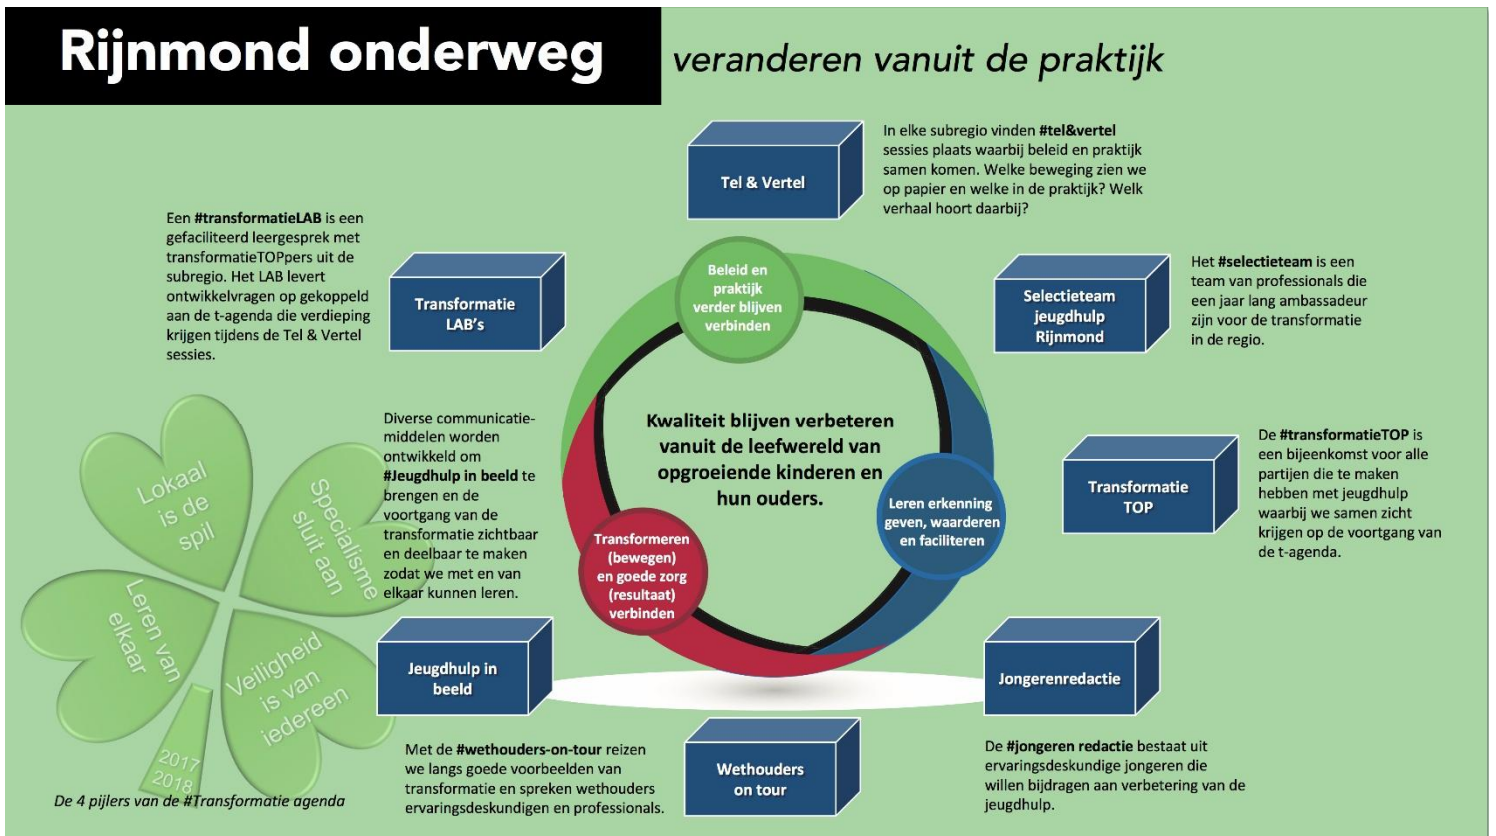 Rijnmond onderweg
veranderen vanuit de praktijk
Tel & Vertel
In elke subregio vinden #tel&vertel
sessies plaats waarbij beleid en praktijk
samen komen. Welke beweging zien we
op papier en welke in de praktijk? Welk
verhaal hoort daarbij?
Een #transformatieLAB is een
gefaciliteerd leergesprek met
transformatieTOPpers uit de
subregio. Het LAB levert
ontwikkelvragen op gekoppeld
aan de t-agenda die verdieping
krijgen tijdens de Tel & Vertel
sessies.
Transformatie
LAB's
Beleid en
praktijk
verder blijven
verbinden
Selectieteam
jeugdhulp
Rijnmond
Het #selectieteam is een
team van professionals die
een jaar lang ambassadeur
zijn voor de transformatie
in de regio.
Diverse communicatie-
middelen worden
ontwikkeld om
#Jeugdhulp in beeld te
brengen en de
voortgang van de
transformatie zichtbaar
en deelbaar te maken
zodat we met en van
elkaar kunnen leren.
Kwaliteit blijven verbeteren
vanuit de leefwereld van
opgroeiende kinderen en
hun ouders.
Transformatie
TOP
De #transformatieTOP is
een bijeenkomst voor alle
partijen die te maken
hebben met jeugdhulp
waarbij we samen zicht
krijgen op de voortgang van
de t-agenda.
Leren erkenning
geven, waarderen
en faciliteren
Transformeren
(bewegen)
en goede zorg
(resultaat)
verbinden
Lokaal
is de
spil
Specialisme
sluit aan
Leren van
elkaar
Veiligheid
is van
iedereen
2017
2018
De 4 pijlers van de #Transformatie agenda
Jeugdhulp in
beeld
Jongerenredactie
Met de #wethouders-on-tour reizen
we langs goede voorbeelden van
transformatie en spreken wethouders
ervaringsdeskundigen en professionals.
Wethouders
on tour
De #jongeren redactie bestaat uit
ervaringsdeskundige jongeren die
willen bijdragen aan verbetering van de
jeugdhulp.